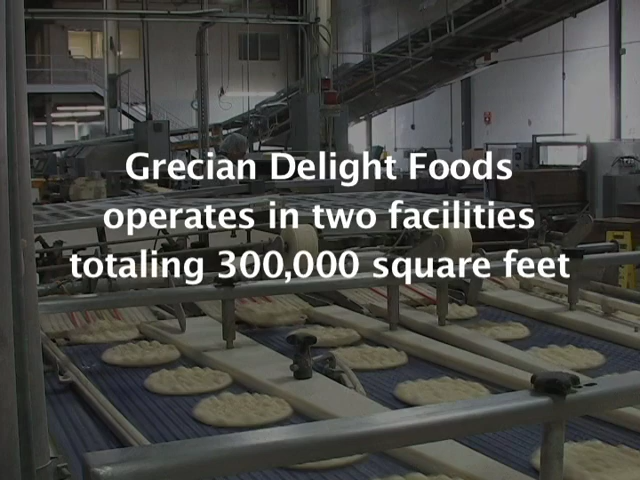 Grecian Delight Foods
operates in two facilities
totaling 300,000 square feet